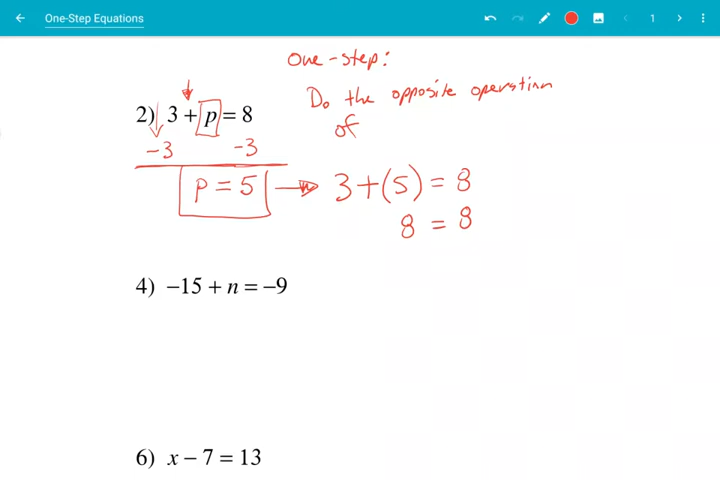 One-Step Equations
1
One-step:
Do the opposite operation
of
2) 3 + p = 8
-3 -3
p = 5 → 3+(5) = 8
8 = 8
4) −15 + n = −9
6) x − 7 = 13